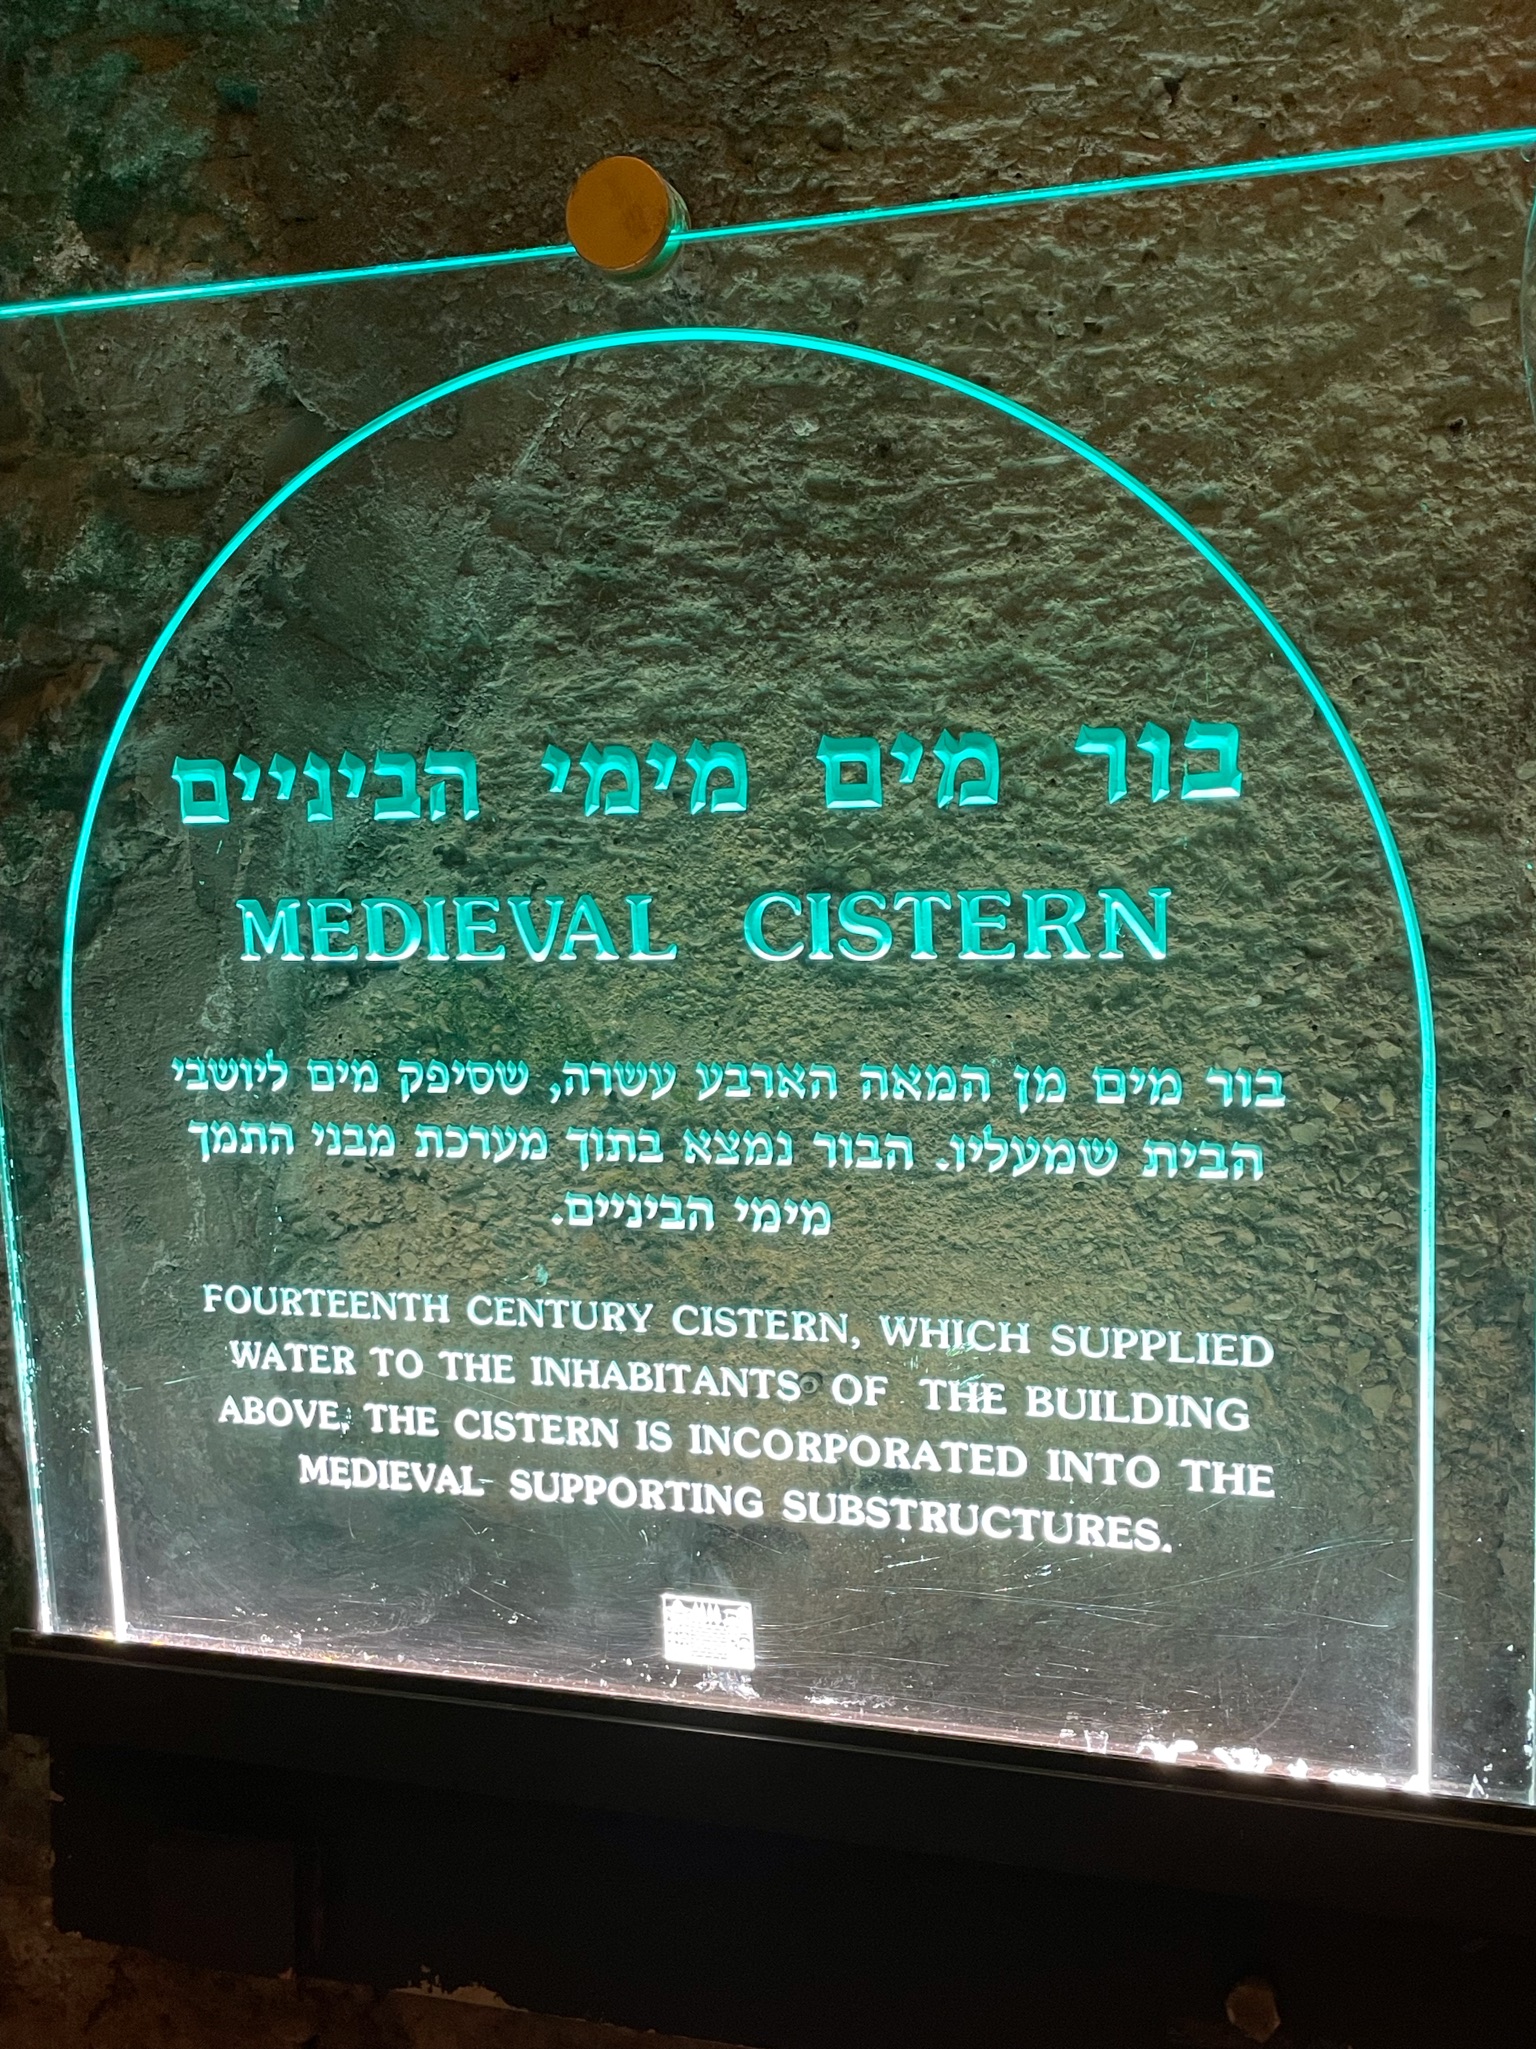 בור מים מימי הביניים
MEDIEVAL CISTERN
בור מים מן המאה הארבע עשרה, שסיפק מים ליושבי
הבית שמעליו. הבור נמצא בתוך מערכת מבני התמך
מימי הביניים.
FOURTEENTH CENTURY CISTERN, WHICH SUPPLIED
WATER TO THE INHABITANTS OF THE BUILDING
ABOVE. THE CISTERN IS INCORPORATED INTO THE
MEDIEVAL SUPPORTING SUBSTRUCTURES.